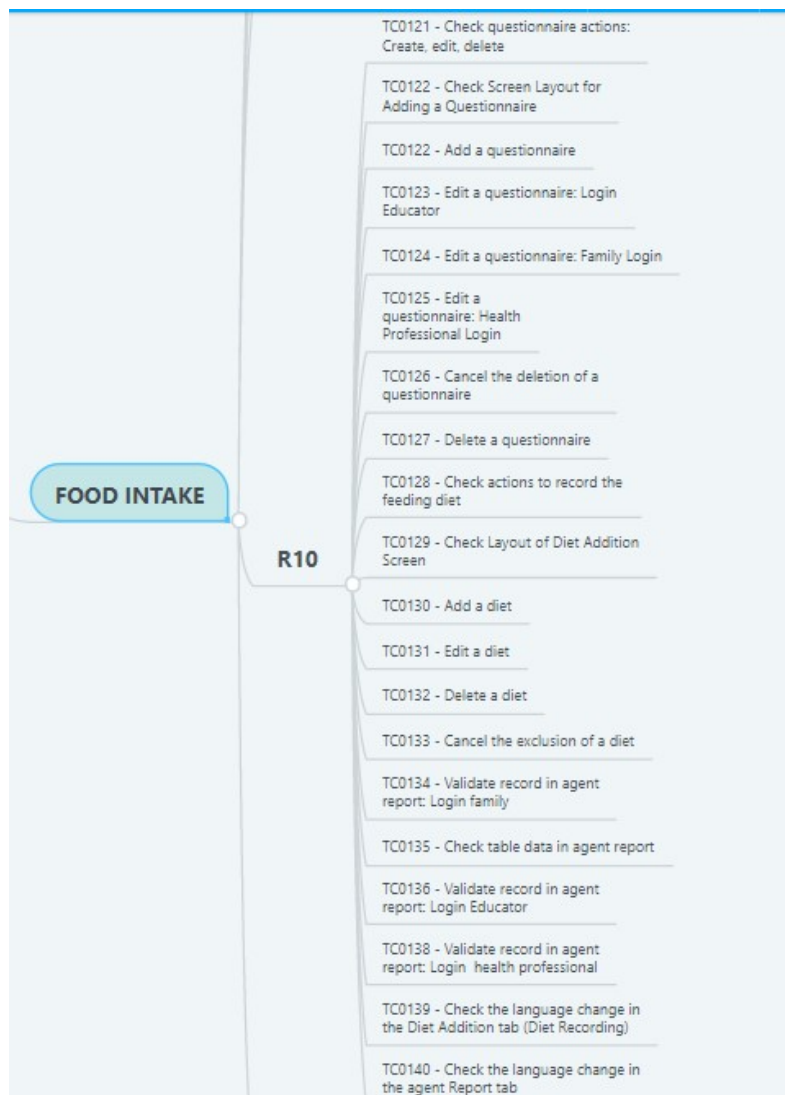 TC0121 - Check questionnaire actions:
Create, edit, delete
TC0122 - Check Screen Layout for
Adding a Questionnaire
TC0122 - Add a questionnaire
TC0123 - Edit a questionnaire: Login
Educator
TC0124 - Edit a questionnaire: Family Login
TC0125 - Edit a
questionnaire: Health
Professional Login
TC0126 - Cancel the deletion of a
questionnaire
TC0127 - Delete a questionnaire
TC0128 - Check actions to record the
feeding diet
FOOD INTAKE
TC0129 - Check Layout of Diet Addition
Screen
R10
TC0130 - Add a diet
TC0131 - Edit a diet
TC0132 - Delete a diet
TC0133 - Cancel the exclusion of a diet
TC0134 - Validate record in agent
report: Login family
TC0135 - Check table data in agent report
TC0136 - Validate record in agent
report: Login Educator
TC0138 - Validate record in agent
report: Login  health professional
TC0139 - Check the language change in
the Diet Addition tab (Diet Recording)
TC0140 - Check the language change in
the agent Report tab